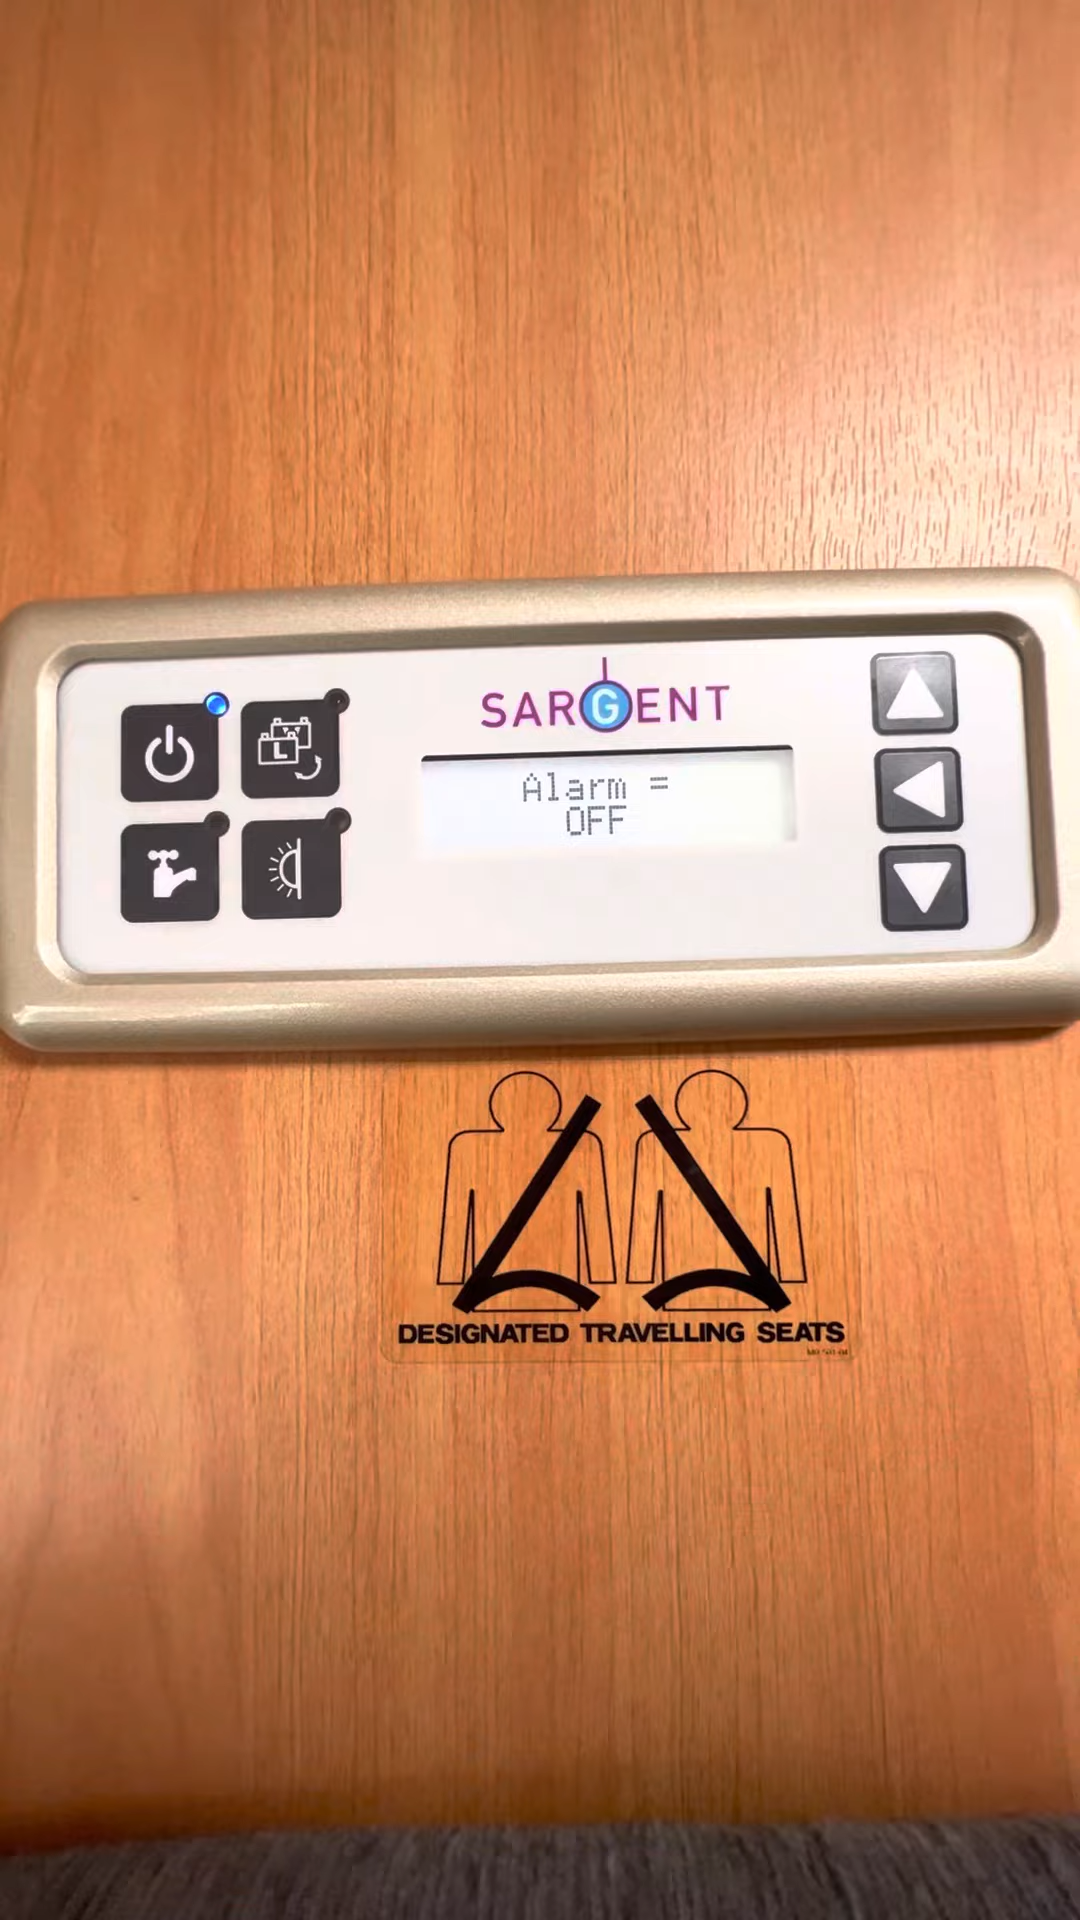 SARGENT
Alarm =
OFF
L
DESIGNATED TRAVELLING SEATS